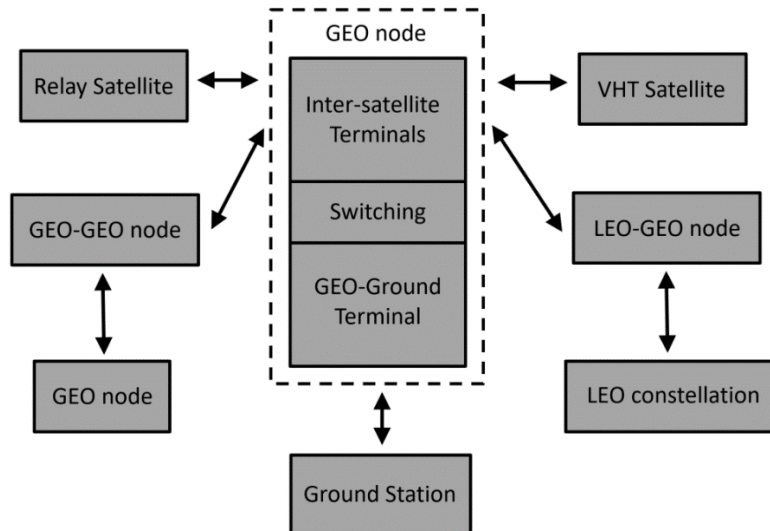 GEO node
Relay Satellite
Inter-satellite
Terminals
VHT Satellite
GEO-GEO node
Switching
LEO-GEO node
GEO-Ground
Terminal
GEO node
LEO constellation
Ground Station